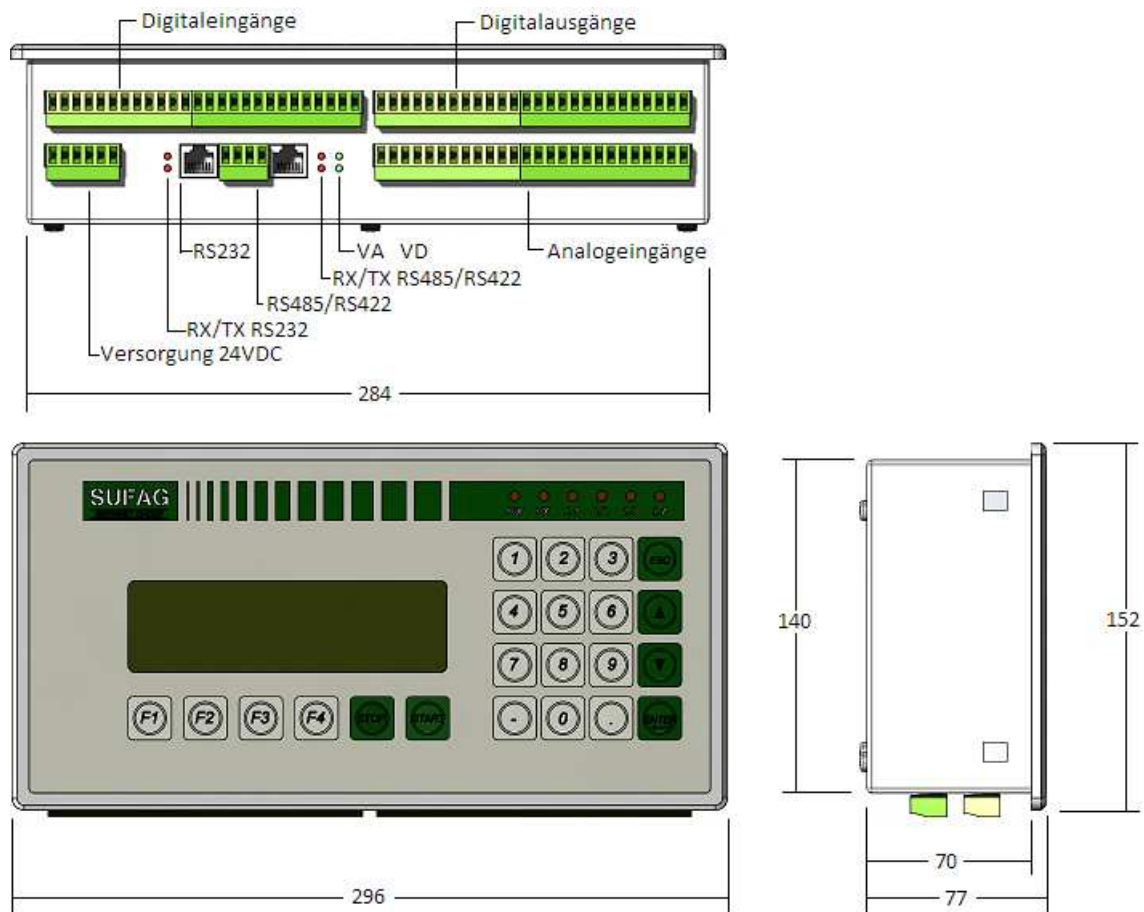 Digitaleingänge
Digitalausgänge
RS232
VA VD
Analogeingänge
RX/TX RS485/RS422
RS485/RS422
RX/TX RS232
Versorgung 24VDC
284
SUFAG
1 2 3 ESC
4 5 6
7 8 9
F1 F2 F3 F4 STOP START
- 0 . ENTER
140
152
70
77
296